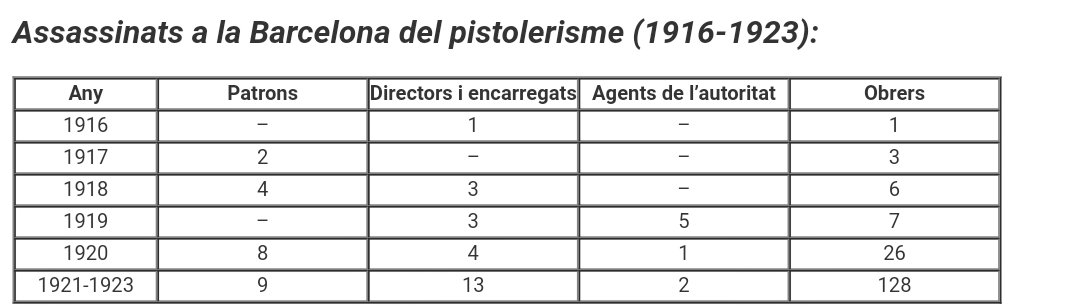 Assassinats a la Barcelona del pistolerisme (1916-1923):
Any Patrons Directors i encarregats Agents de l’autoritat Obrers
1916 – 1 – 1
1917 2 – – 3
1918 4 3 – 6
1919 – 3 5 7
1920 8 4 1 26
1921-1923 9 13 2 128